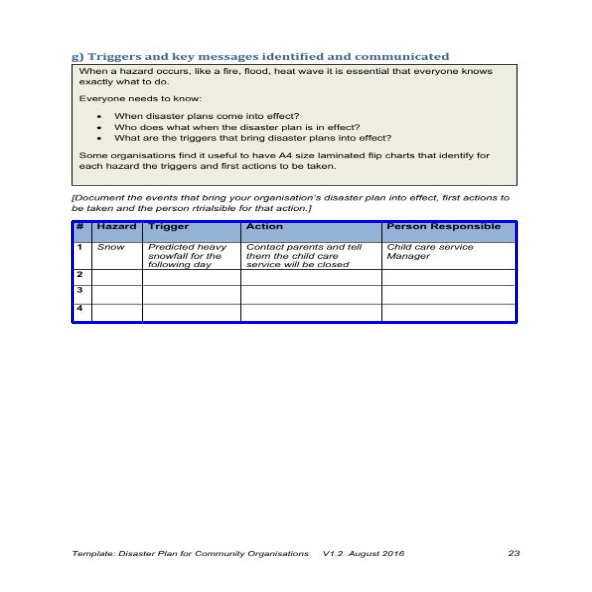 g) Triggers and key messages identified and communicated
When a hazard occurs, like a fire, flood, heat wave it is essential that everyone knows
exactly what to do.
Everyone needs to know:
• When disaster plans come into effect?
• Who does what when the disaster plan is in effect?
• What are the triggers that bring disaster plans into effect?
Some organisations find it useful to have A4 size laminated flip charts that identify for
each hazard the triggers and first actions to be taken.
[Document the events that bring your organisation's disaster plan into effect, first actions to
be taken and the person rtrialsible for that action.]
# Hazard Trigger Action Person Responsible
1 Snow Predicted heavy Contact parents and tell Child care service
snowfall for the them the child care Manager
following day service will be closed
2
3
4
Template: Disaster Plan for Community Organisations V1.2 August 2016 23